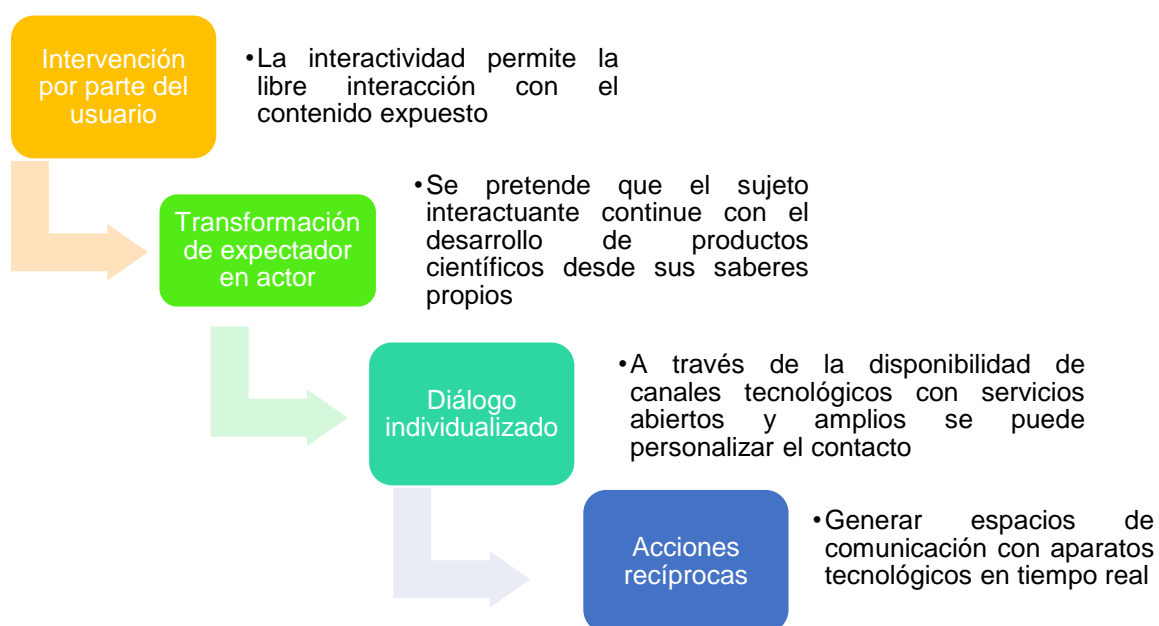 Intervención
por parte del
usuario
•La interactividad permite la
libre interacción con el
contenido expuesto
Transformación
de expectador
en actor
•Se pretende que el sujeto
interactuante continue con el
desarrollo de productos
científicos desde sus saberes
propios
Diálogo
individualizado
•A través de la disponibilidad de
canales tecnológicos con servicios
abiertos y amplios se puede
personalizar el contacto
Acciones
recíprocas
•Generar espacios de
comunicación con aparatos
tecnológicos en tiempo real